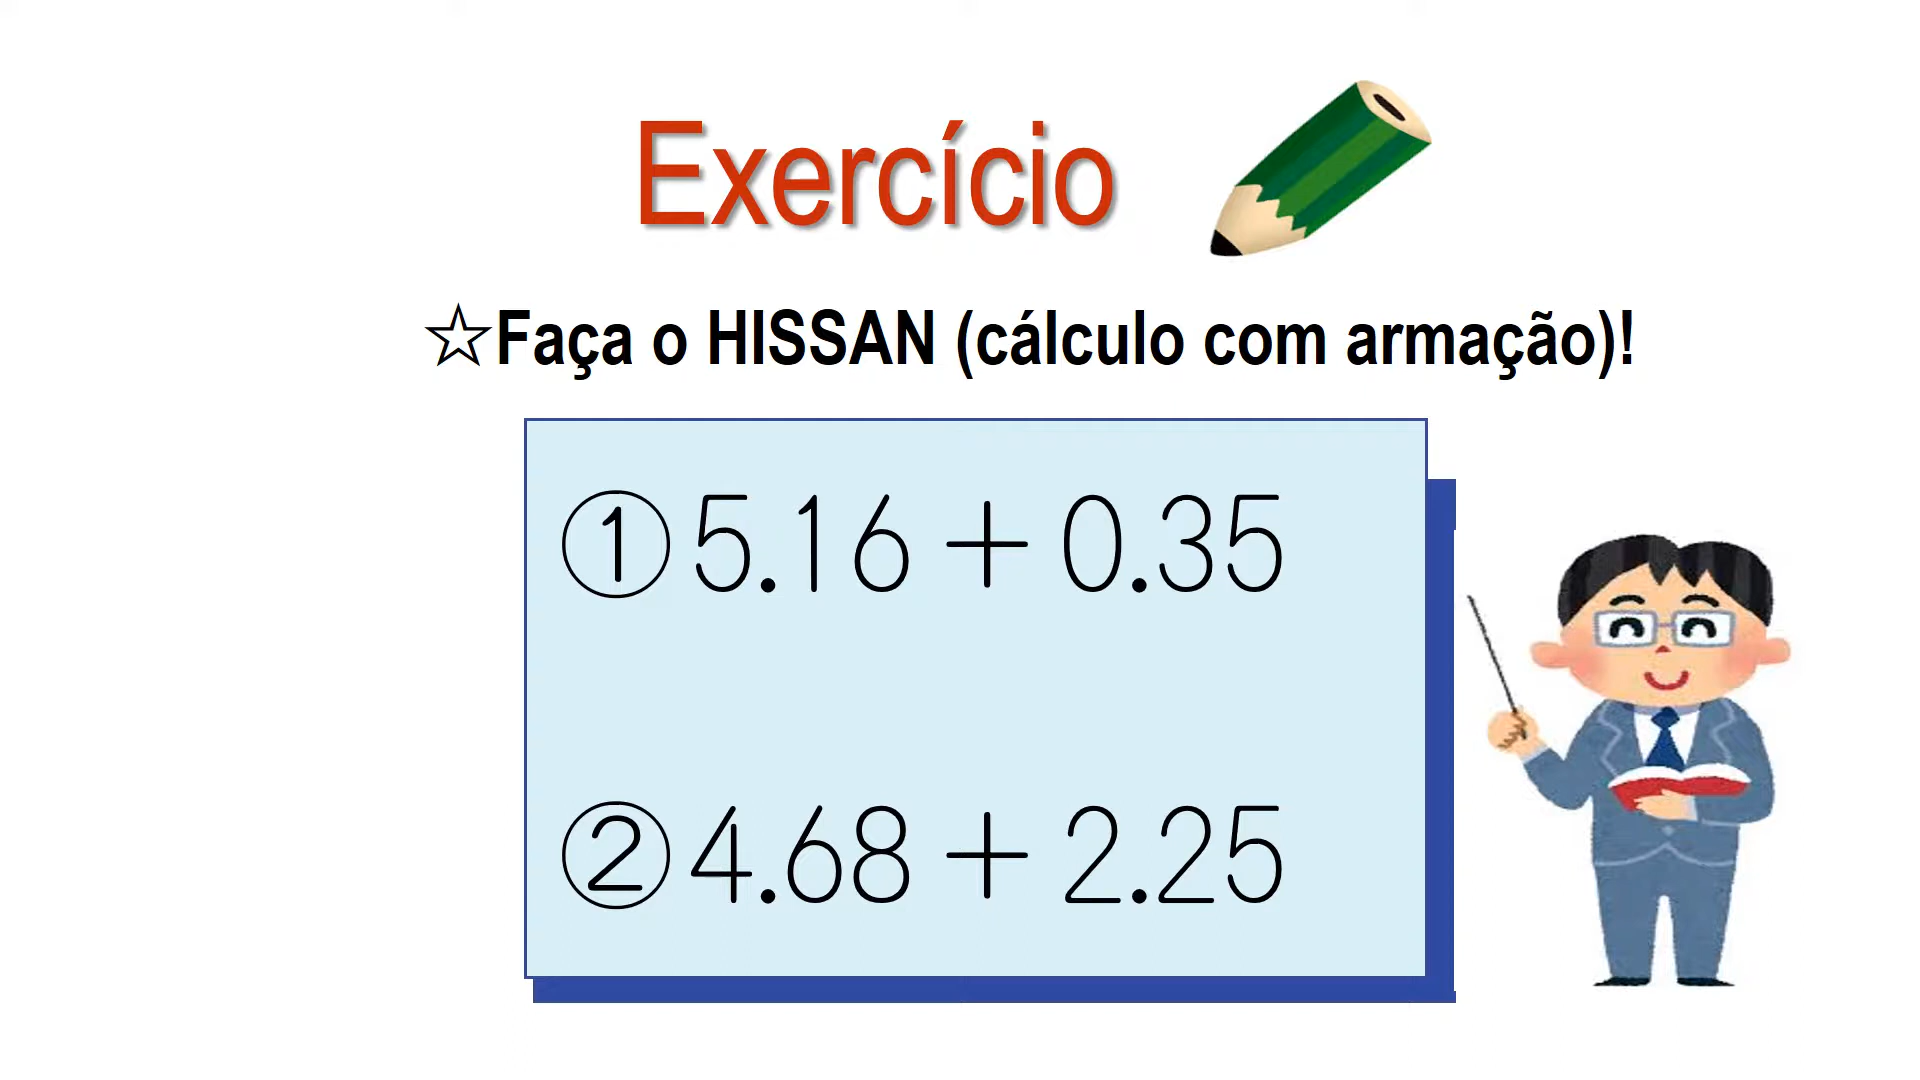 Exercício
☆Faça o HISSAN (cálculo com armação)!
①5.16＋0.35
②4.68＋2.25